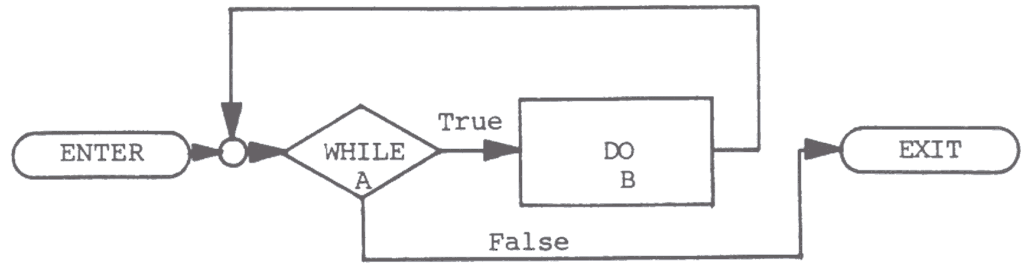 ENTER
WHILE
A
True
DO
B
False
EXIT